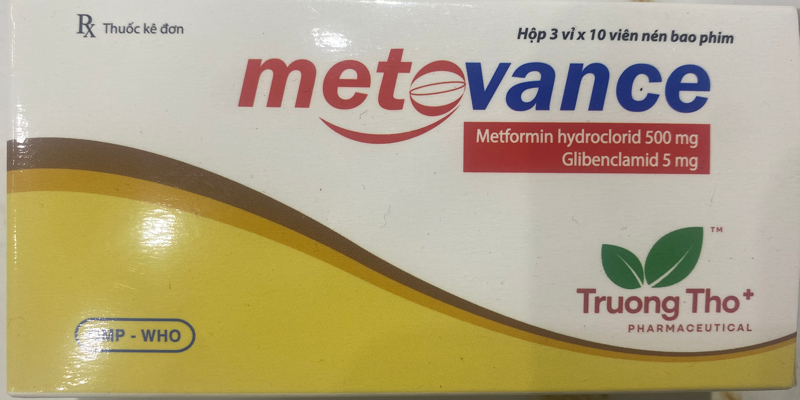 Rx Thuốc kê đơn
Hộp 3 vỉ x 10 viên nén bao phim
metovance
Metformin hydroclorid 500 mg
Glibenclamid 5 mg
TM
Truong Tho+
PHARMACEUTICAL
GMP - WHO